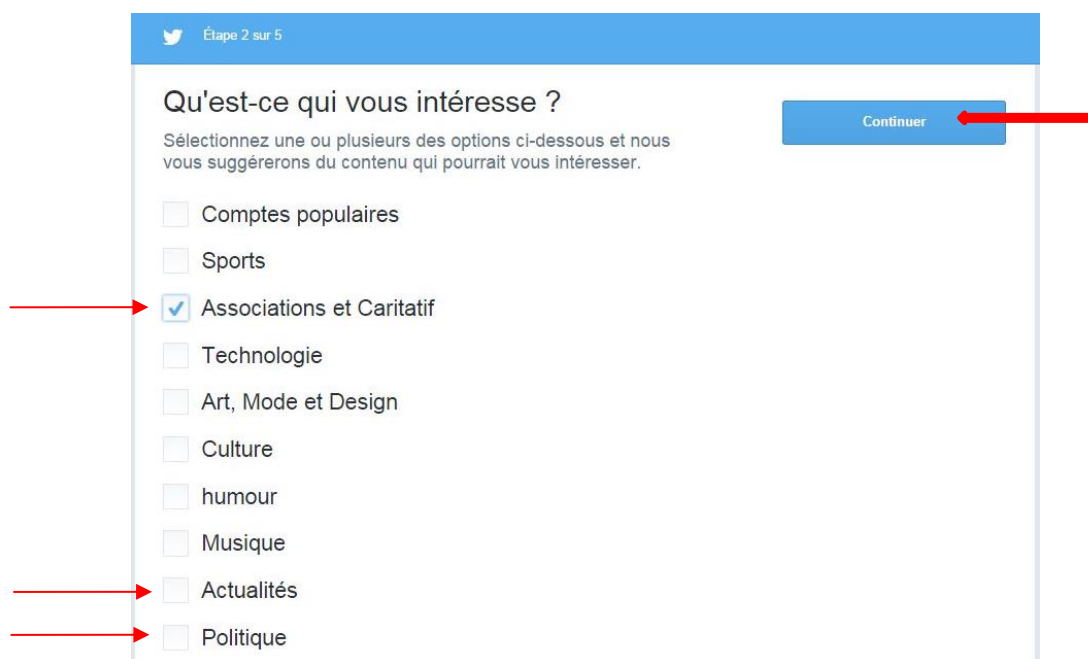 Étape 2 sur 5
Qu'est-ce qui vous intéresse ?
Continuer
Sélectionnez une ou plusieurs des options ci-dessous et nous
vous suggérerons du contenu qui pourrait vous intéresser.
Comptes populaires
Sports
Associations et Caritatif
Technologie
Art, Mode et Design
Culture
humour
Musique
Actualités
Politique